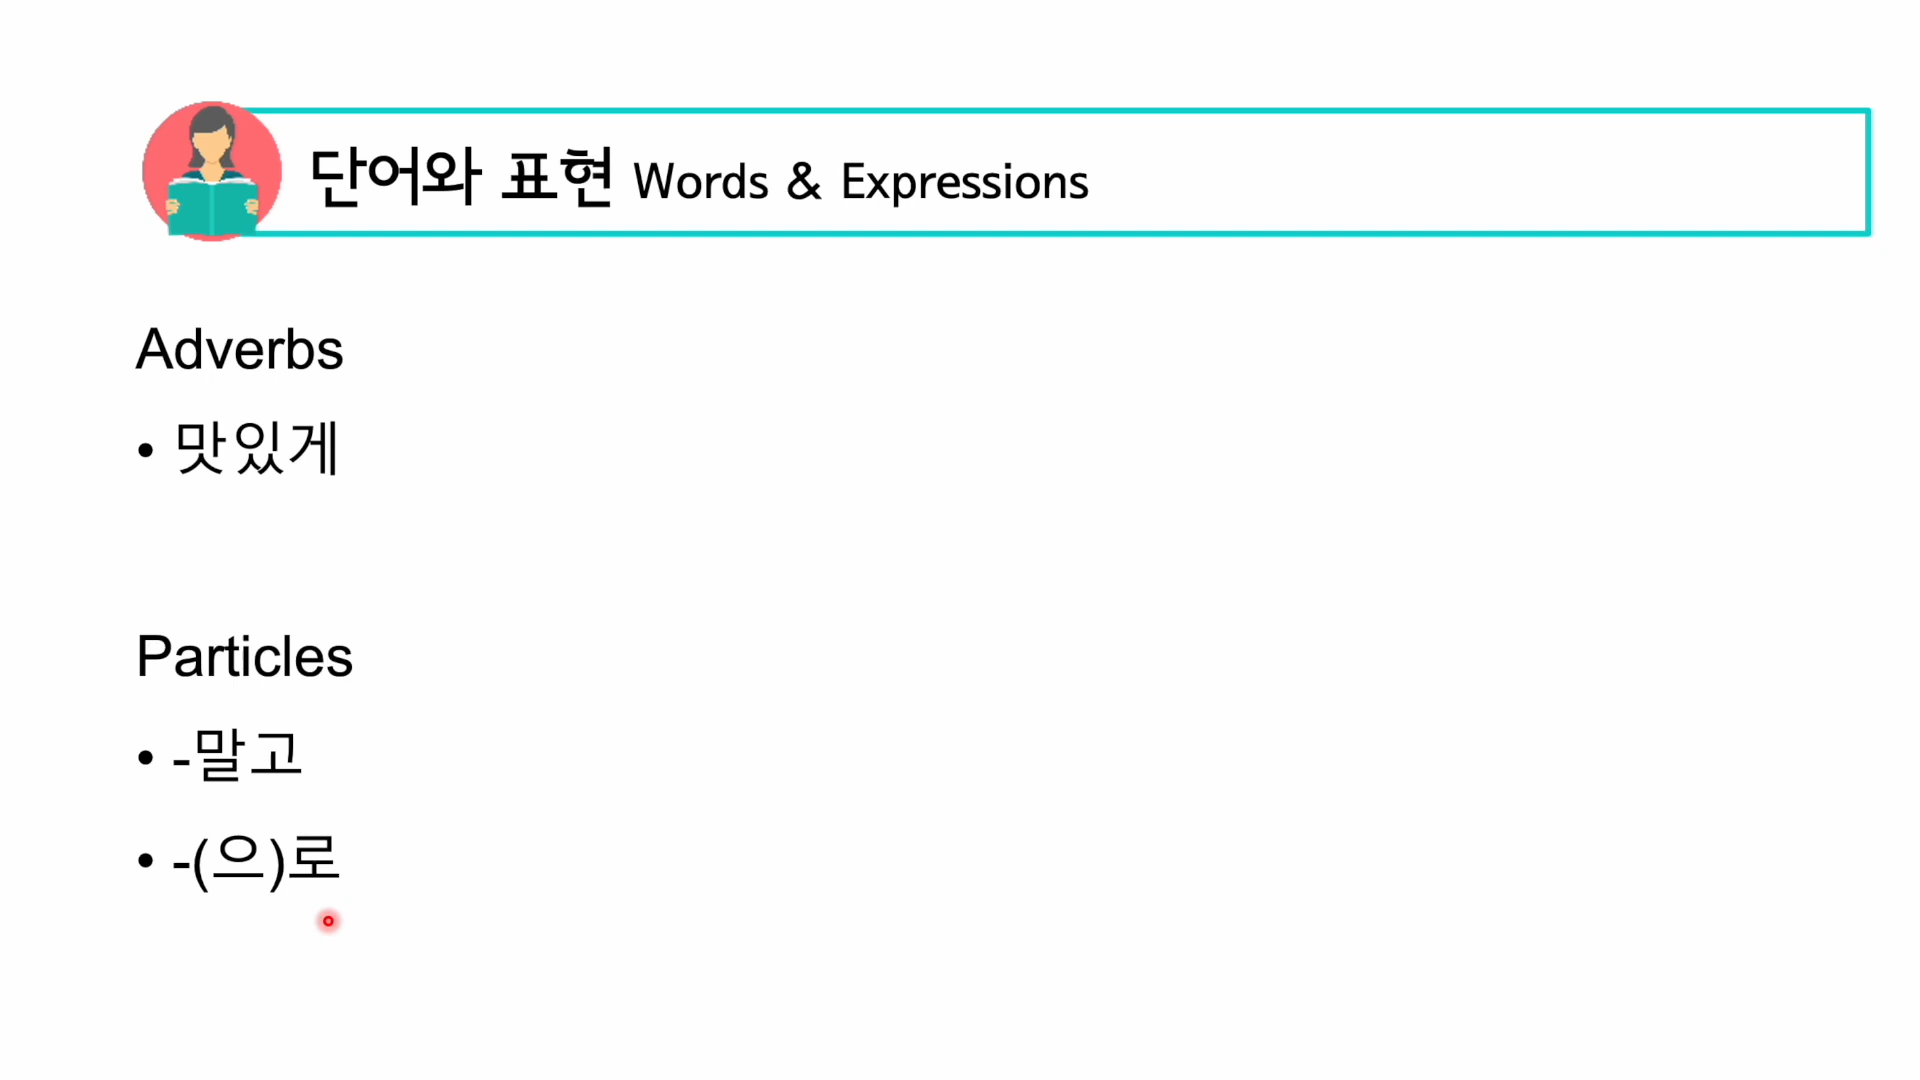 단어와 표현 Words & Expressions
Adverbs
• 맛있게
Particles
• -말고
• -(으)로